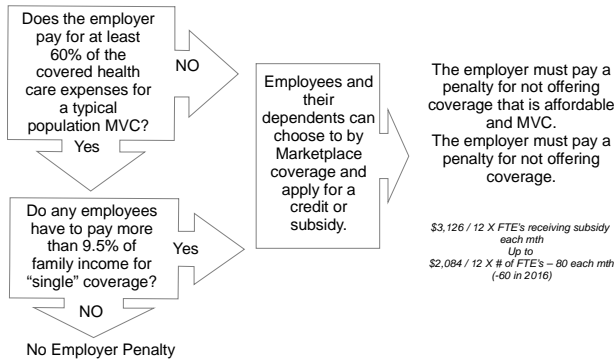 Does the employer
pay for at least
60% of the
covered health
care expenses for
a typical
population MVC?
NO
Yes
Do any employees
have to pay more
than 9.5% of
family income for
“single” coverage?
Yes
NO
No Employer Penalty
Employees and
their
dependents can
choose to by
Marketplace
coverage and
apply for a
credit or
subsidy.
The employer must pay a
penalty for not offering
coverage that is affordable
and MVC.
The employer must pay a
penalty for not offering
coverage.
$3,126 / 12 X FTE’s receiving subsidy
each mth
Up to
$2,084 / 12 X # of FTE’s – 80 each mth
(-60 in 2016)